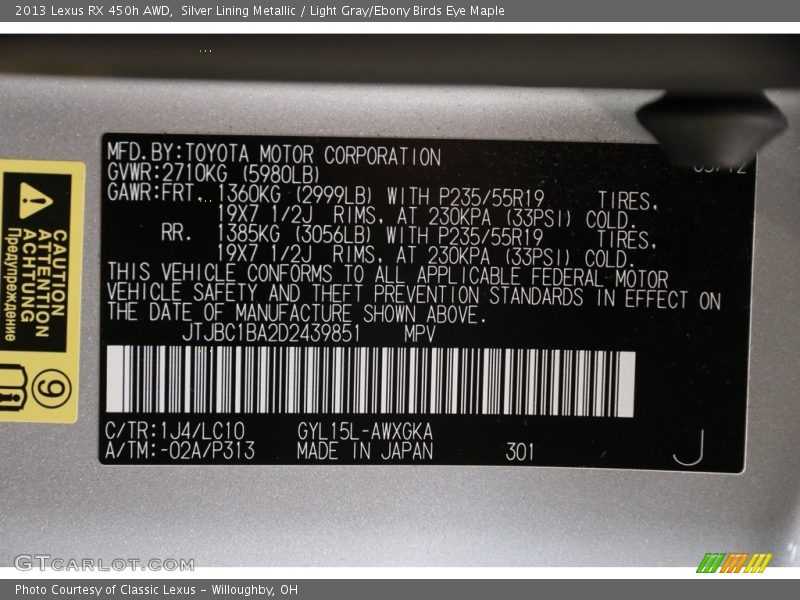 2013 Lexus RX 450h AWD,  Silver Lining Metallic / Light Gray/Ebony Birds Eye Maple
MFD. BY:TOYOTA MOTOR CORPORATION
GVWR:2710KG (5980LB)
GAWR:FRT. 1360KG (2999LB) WITH P235/55R19 TIRES,
19X7 1/2J RIMS, AT 230KPA (33PSI) COLD.
RR. 1385KG (3056LB) WITH P235/55R19 TIRES,
19X7 1/2J RIMS, AT 230KPA (33PSI) COLD.
THIS VEHICLE CONFORMS TO ALL APPLICABLE FEDERAL MOTOR
VEHICLE SAFETY AND THEFT PREVENTION STANDARDS IN EFFECT ON
THE DATE OF MANUFACTURE SHOWN ABOVE.
JTJBC1BA2D2439851 MPV
C/TR:1J4/LC10 GYL15L-AWXGKA
A/TM:-02A/P313 MADE IN JAPAN 301 J
CAUTION
ATTENTION
ACHTUNG
Предупреждение
9
GTCARLOT.COM
Photo Courtesy of Classic Lexus - Willoughby, OH